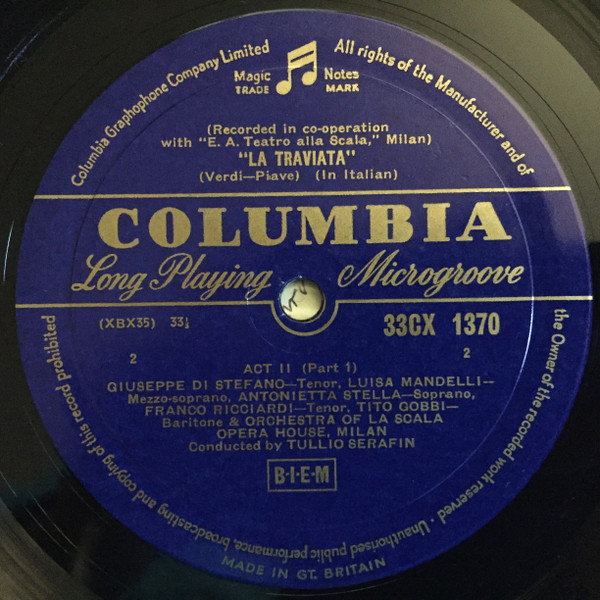 Columbia Graphophone Company Limited
All rights of the Manufacturer and of
the Owner of the recorded work reserved · Unauthorised public performance, broadcasting and copying of this record prohibited
Magic Notes
TRADE MARK
(Recorded in co-operation
with "E. A. Teatro alla Scala," Milan)
"LA TRAVIATA"
(Verdi—Piave) (In Italian)
COLUMBIA
Long Playing Microgroove
(XBX35) 33⅓
33CX 1370
2 2
ACT II (Part 1)
GIUSEPPE DI STEFANO—Tenor, LUISA MANDELLI—
Mezzo-soprano, ANTONIETTA STELLA—Soprano,
FRANCO RICCIARDI—Tenor, TITO GOBBI—
Baritone & ORCHESTRA OF LA SCALA
OPERA HOUSE, MILAN
Conducted by TULLIO SERAFIN
B·I·E·M
MADE IN GT. BRITAIN